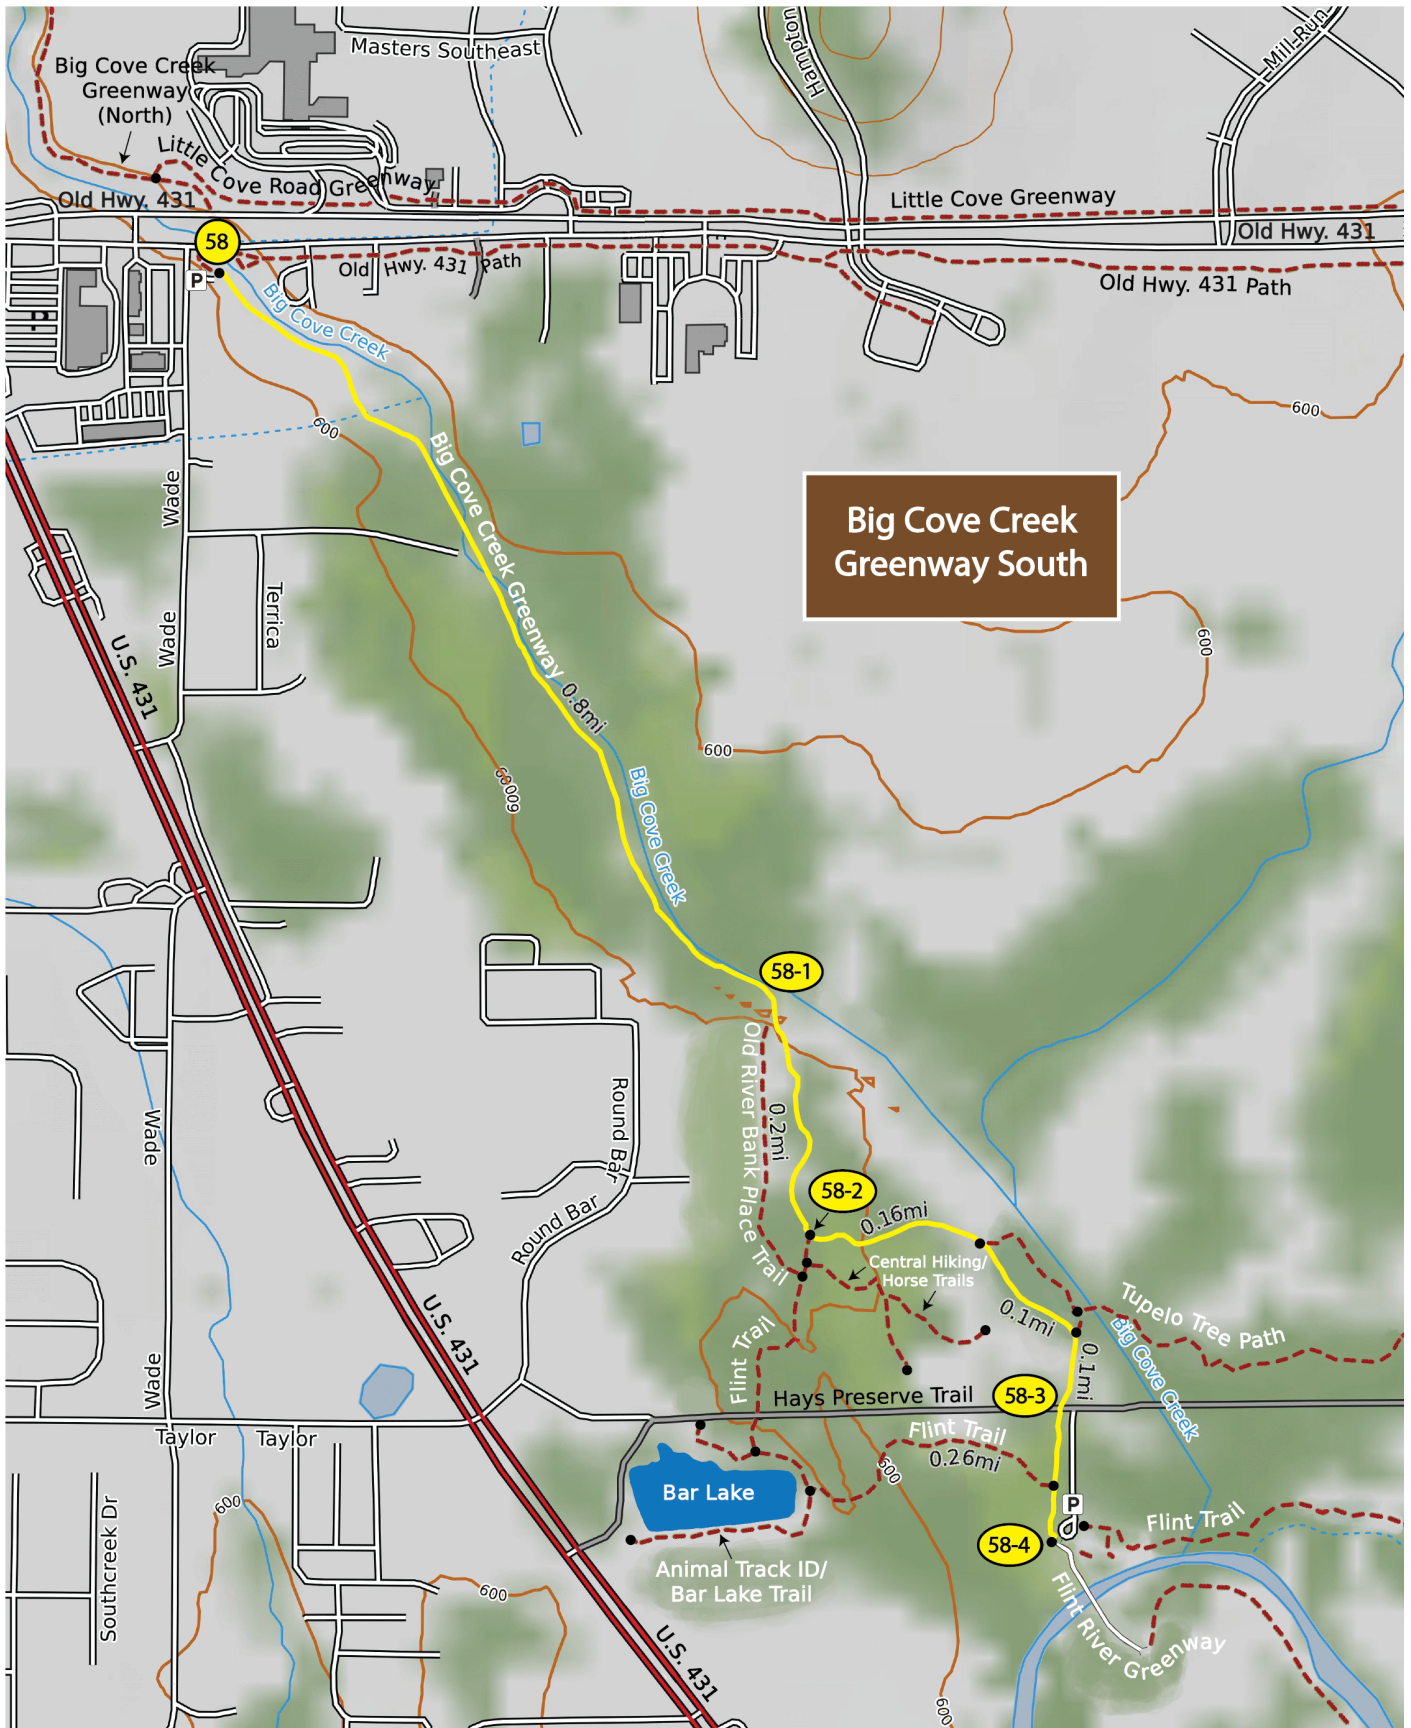 Masters Southeast
Hampton
Mill Run
Big Cove Creek
Greenway
(North)
Little
Cove Road Greenway
Old Hwy. 431
Little Cove Greenway
Old Hwy. 431
58
P
Old Hwy. 431 Path
Old Hwy. 431 Path
Big Cove Creek
P
600
600
Big Cove Creek Greenway
Wade
Big Cove Creek
Greenway South
Terrica
Wade
600
U.S. 431
0.8mi
600
600
600
Big Cove Creek
58-1
Old River Bank Place Trail
Round Bar
0.2mi
Wade
58-2
Round Bar
0.16mi
Central Hiking/
Horse Trails
Tupelo Tree Path
0.1mi
U.S. 431
Flint Trail
Big Cove Creek
0.1mi
Wade
Hays Preserve Trail
58-3
Taylor
Taylor
Flint Trail
0.26mi
600
Bar Lake
600
P
Flint Trail
Southcreek Dr
58-4
Animal Track ID/
Bar Lake Trail
600
Flint River Greenway
U.S. 431
600